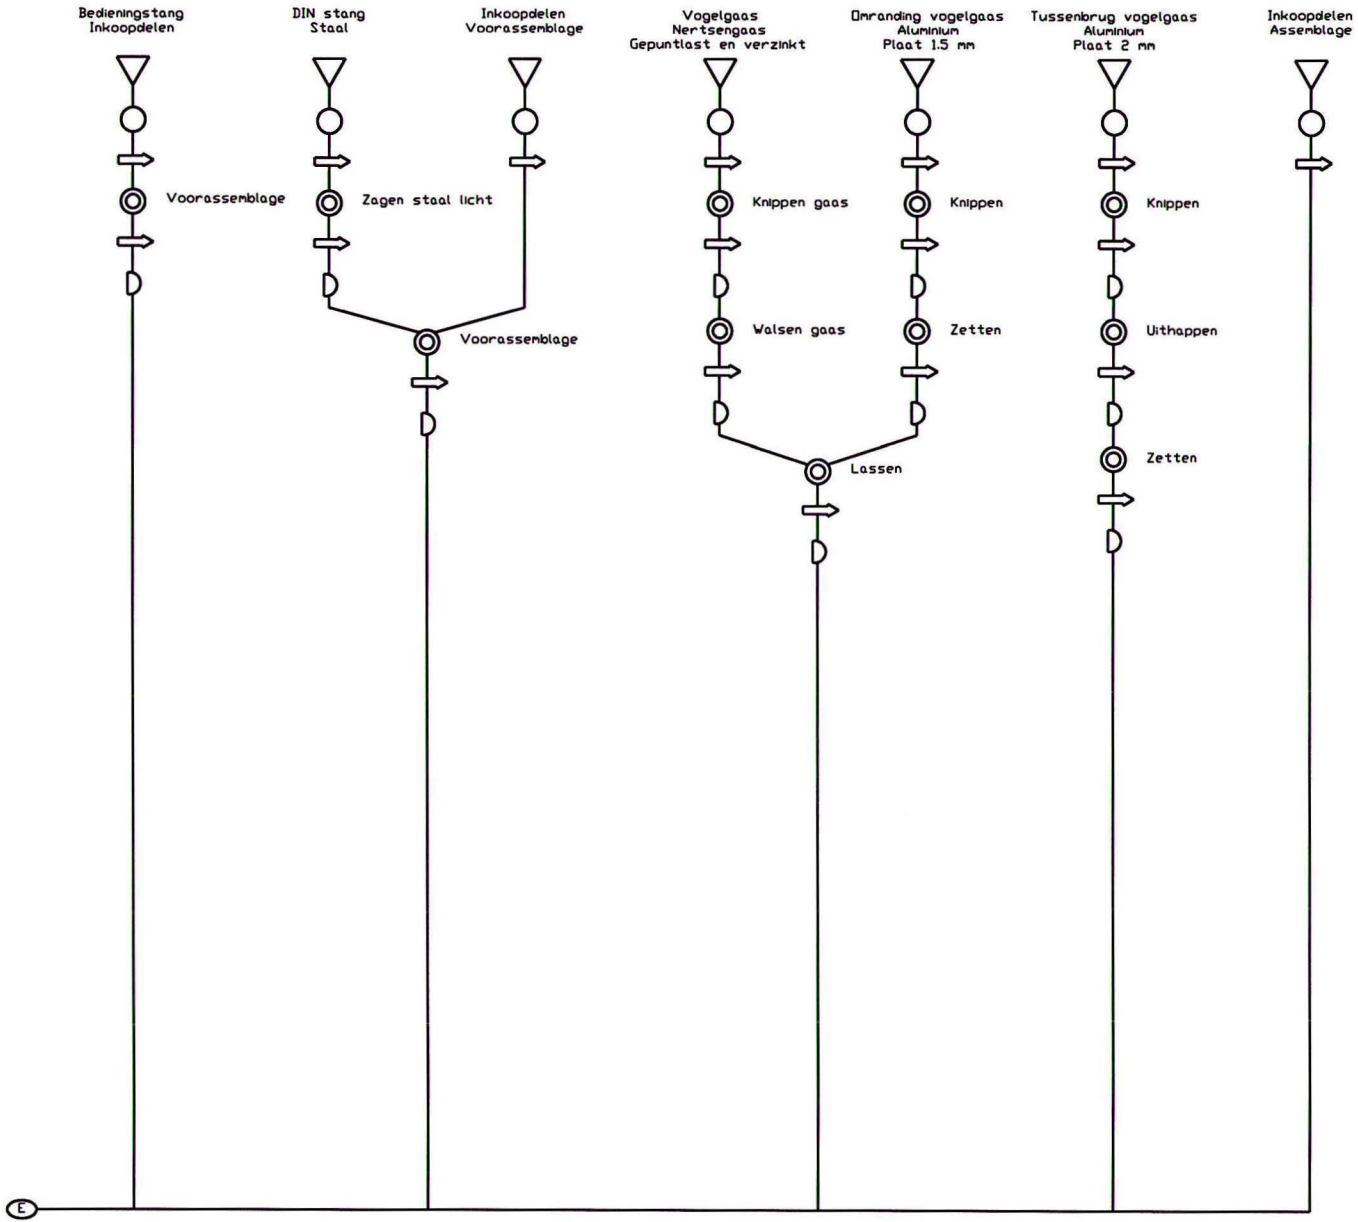 Bedieningstang
Inkoopdelen
DIN stang
Staal
Inkoopdelen
Voorassemblage
Vogelgaas
Nertsengaas
Gepuntlast en verzinkt
Omranding vogelgaas
Aluminium
Plaat 1.5 mm
Tussenbrug vogelgaas
Aluminium
Plaat 2 mm
Inkoopdelen
Assemblage
Voorassemblage
Zagen staal licht
Knippen gaas
Knippen
Knippen
Voorassemblage
Walsen gaas
Zetten
Uithappen
Lassen
Zetten
E